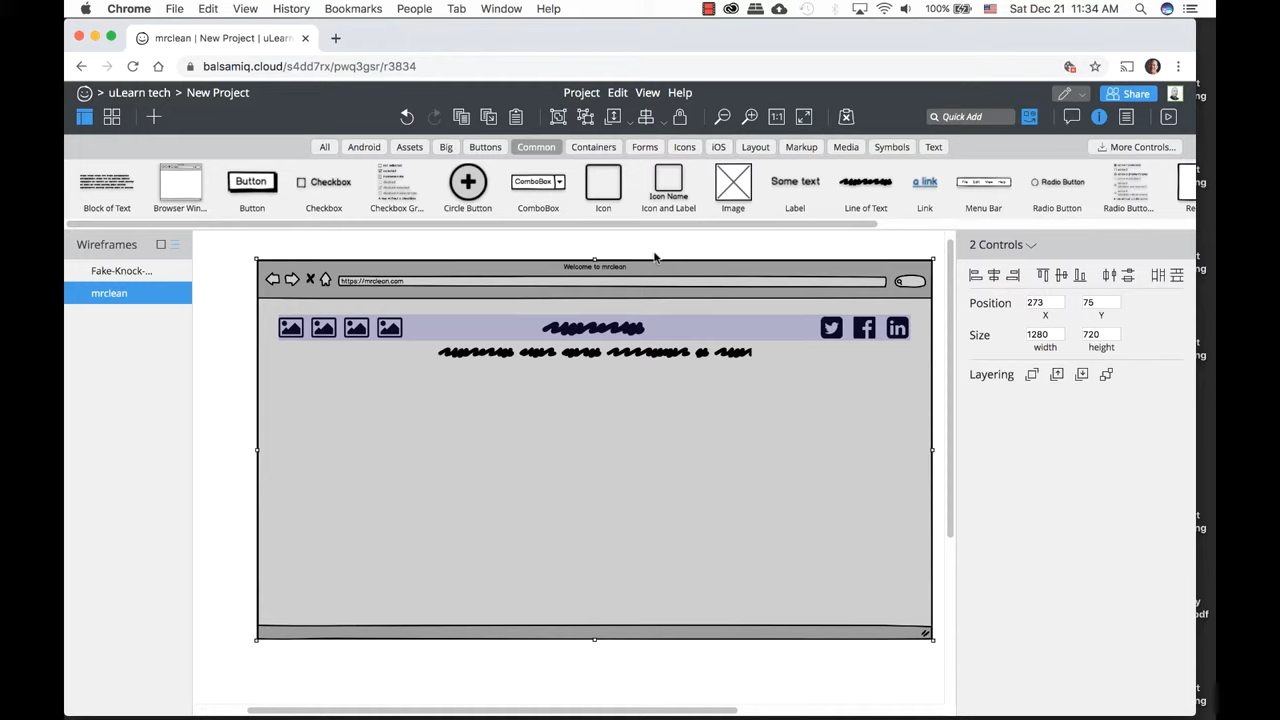 Chrome File Edit View History Bookmarks People Tab Window Help 100% Sat Dec 21 11:34 AM
mrclean | New Project | uLearn
balsamiq.cloud/s4dd7rx/pwq3gsr/r3834
> uLearn tech > New Project Project Edit View Help Share
1:1 Quick Add
All Android Assets Big Buttons Common Containers Forms Icons iOS Layout Markup Media Symbols Text More Controls...
Button Checkbox ComboBox Icon Name Some text a link Radio Button
Block of Text Browser Win... Button Checkbox Checkbox Gr... Circle Button ComboBox Icon Icon and Label Image Label Line of Text Link Menu Bar Radio Button Radio Butto... Re
Wireframes 2 Controls
Fake-Knock-...
mrclean
Welcome to mrclean
https://mrclean.com
Position 273 75
X Y
Size 1280 720
width height
Layering